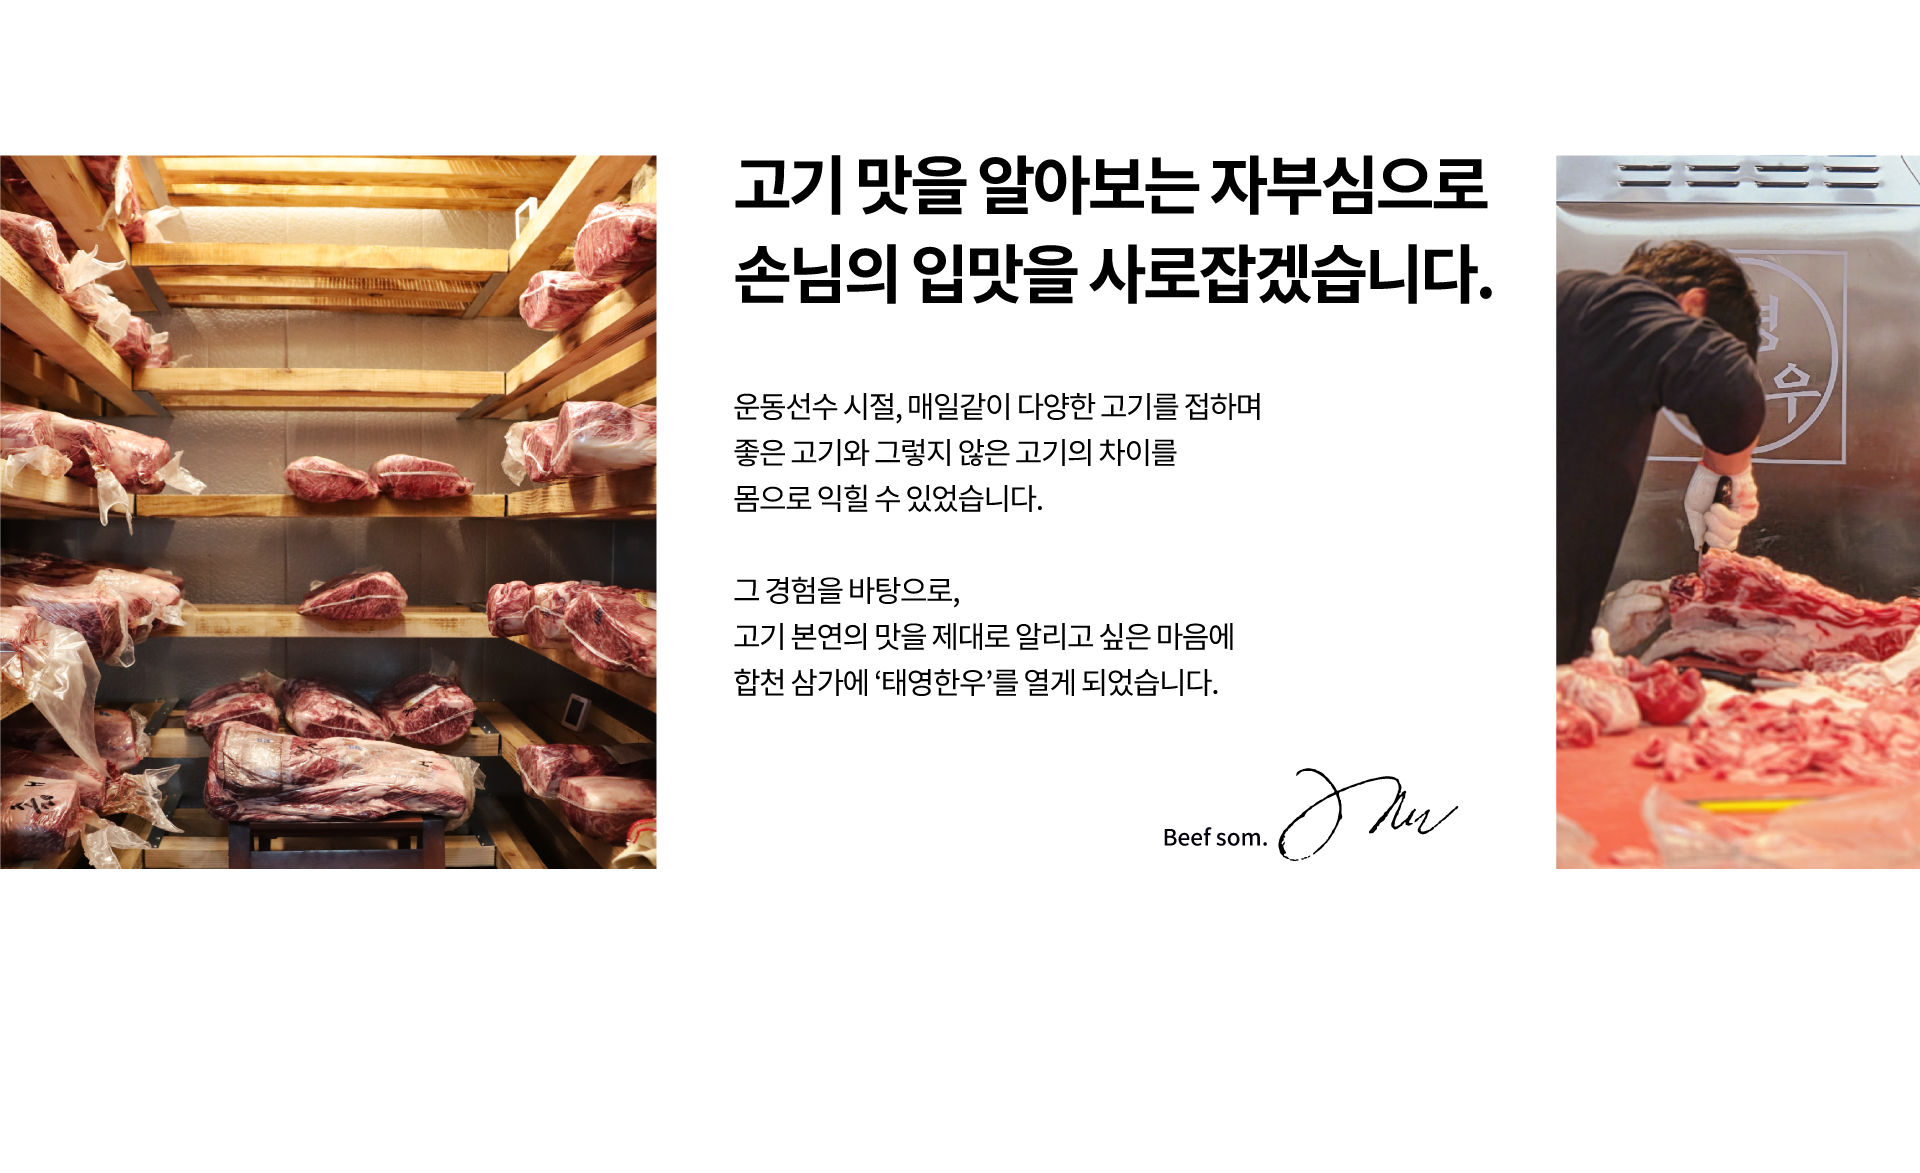 고기 맛을 알아보는 자부심으로
손님의 입맛을 사로잡겠습니다.
운동선수 시절, 매일같이 다양한 고기를 접하며
좋은 고기와 그렇지 않은 고기의 차이를
몸으로 익힐 수 있었습니다.
그 경험을 바탕으로,
고기 본연의 맛을 제대로 알리고 싶은 마음에
합천 삼가에 ‘태영한우’를 열게 되었습니다.
Beef som.
우